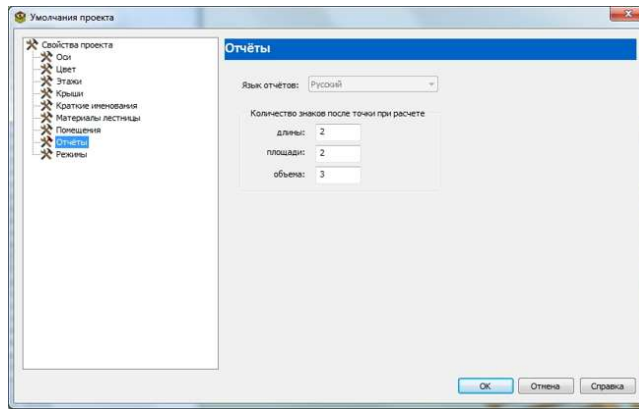 Умолчания проекта
Свойства проекта
Оси
Цвет
Этажи
Крыши
Краткие именования
Материалы лестницы
Помещения
Отчёты
Режимы
Отчёты
Язык отчётов: Русский
Количество знаков после точки при расчете
длины: 2
площади: 2
объема: 3
OK Отмена Справка